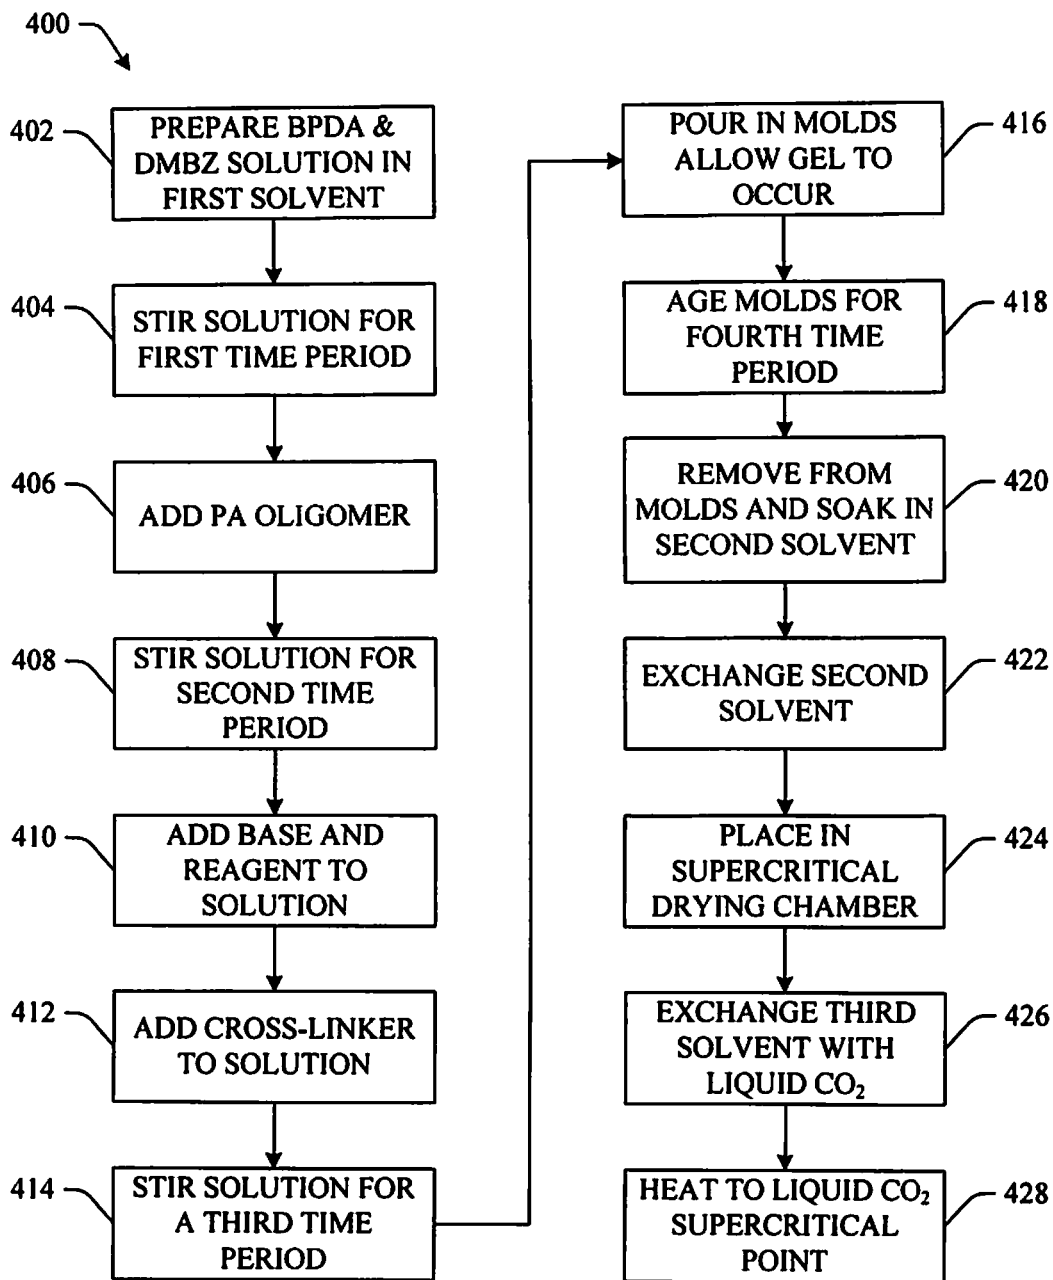 400
402
PREPARE BPDA &
DMBZ SOLUTION IN
FIRST SOLVENT
404
STIR SOLUTION FOR
FIRST TIME PERIOD
406
ADD PA OLIGOMER
408
STIR SOLUTION FOR
SECOND TIME
PERIOD
410
ADD BASE AND
REAGENT TO
SOLUTION
412
ADD CROSS-LINKER
TO SOLUTION
414
STIR SOLUTION FOR
A THIRD TIME
PERIOD
POUR IN MOLDS
ALLOW GEL TO
OCCUR
416
AGE MOLDS FOR
FOURTH TIME
PERIOD
418
REMOVE FROM
MOLDS AND SOAK IN
SECOND SOLVENT
420
EXCHANGE SECOND
SOLVENT
422
PLACE IN
SUPERCRITICAL
DRYING CHAMBER
424
EXCHANGE THIRD
SOLVENT WITH
LIQUID CO₂
426
HEAT TO LIQUID CO₂
SUPERCRITICAL
POINT
428